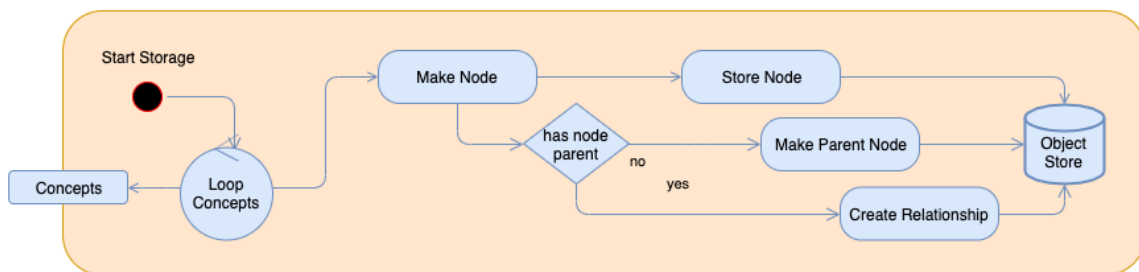 Start Storage
Make Node
Store Node
has node
parent
no
Make Parent Node
Object
Store
Concepts
Loop
Concepts
yes
Create Relationship